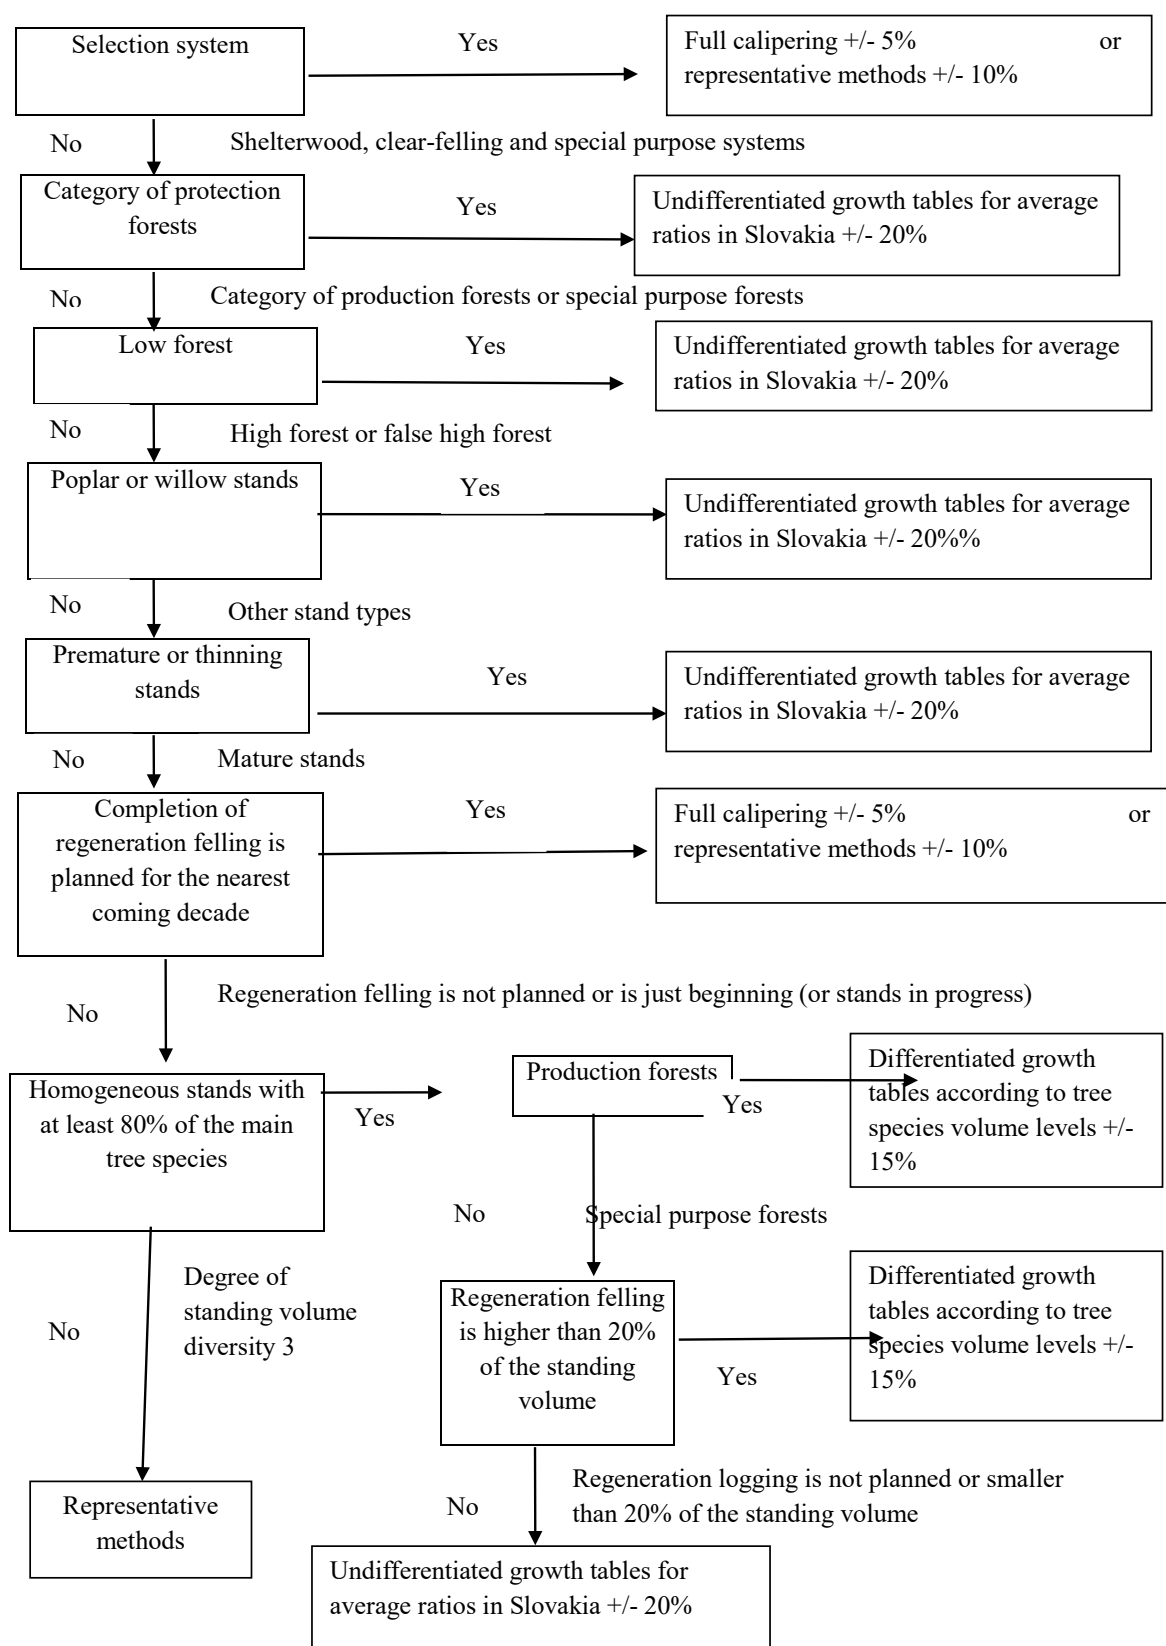 Selection system
Yes
Full calipering +/- 5% or
representative methods +/- 10%
No
Shelterwood, clear-felling and special purpose systems
Category of protection
forests
Yes
Undifferentiated growth tables for average
ratios in Slovakia +/- 20%
No
Category of production forests or special purpose forests
Low forest
Yes
Undifferentiated growth tables for average
ratios in Slovakia +/- 20%
No
High forest or false high forest
Poplar or willow stands
Yes
Undifferentiated growth tables for average
ratios in Slovakia +/- 20%%
No
Other stand types
Premature or thinning
stands
Yes
Undifferentiated growth tables for average
ratios in Slovakia +/- 20%
No
Mature stands
Completion of
regeneration felling is
planned for the nearest
coming decade
Yes
Full calipering +/- 5% or
representative methods +/- 10%
No
Regeneration felling is not planned or is just beginning (or stands in progress)
Homogeneous stands with
at least 80% of the main
tree species
Yes
Production forests
Yes
Differentiated growth
tables according to tree
species volume levels +/-
15%
No
Special purpose forests
Degree of
standing volume
diversity 3
No
Regeneration felling
is higher than 20%
of the standing
volume
Yes
Differentiated growth
tables according to tree
species volume levels +/-
15%
Representative
methods
No
Regeneration logging is not planned or smaller
than 20% of the standing volume
Undifferentiated growth tables for
average ratios in Slovakia +/- 20%